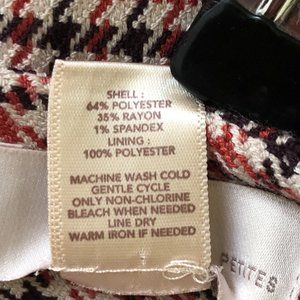 SHELL :
64% POLYESTER
35% RAYON
1% SPANDEX
LINING :
100% POLYESTER
MACHINE WASH COLD
GENTLE CYCLE
ONLY NON-CHLORINE
BLEACH WHEN NEEDED
LINE DRY
WARM IRON IF NEEDED
PETITES